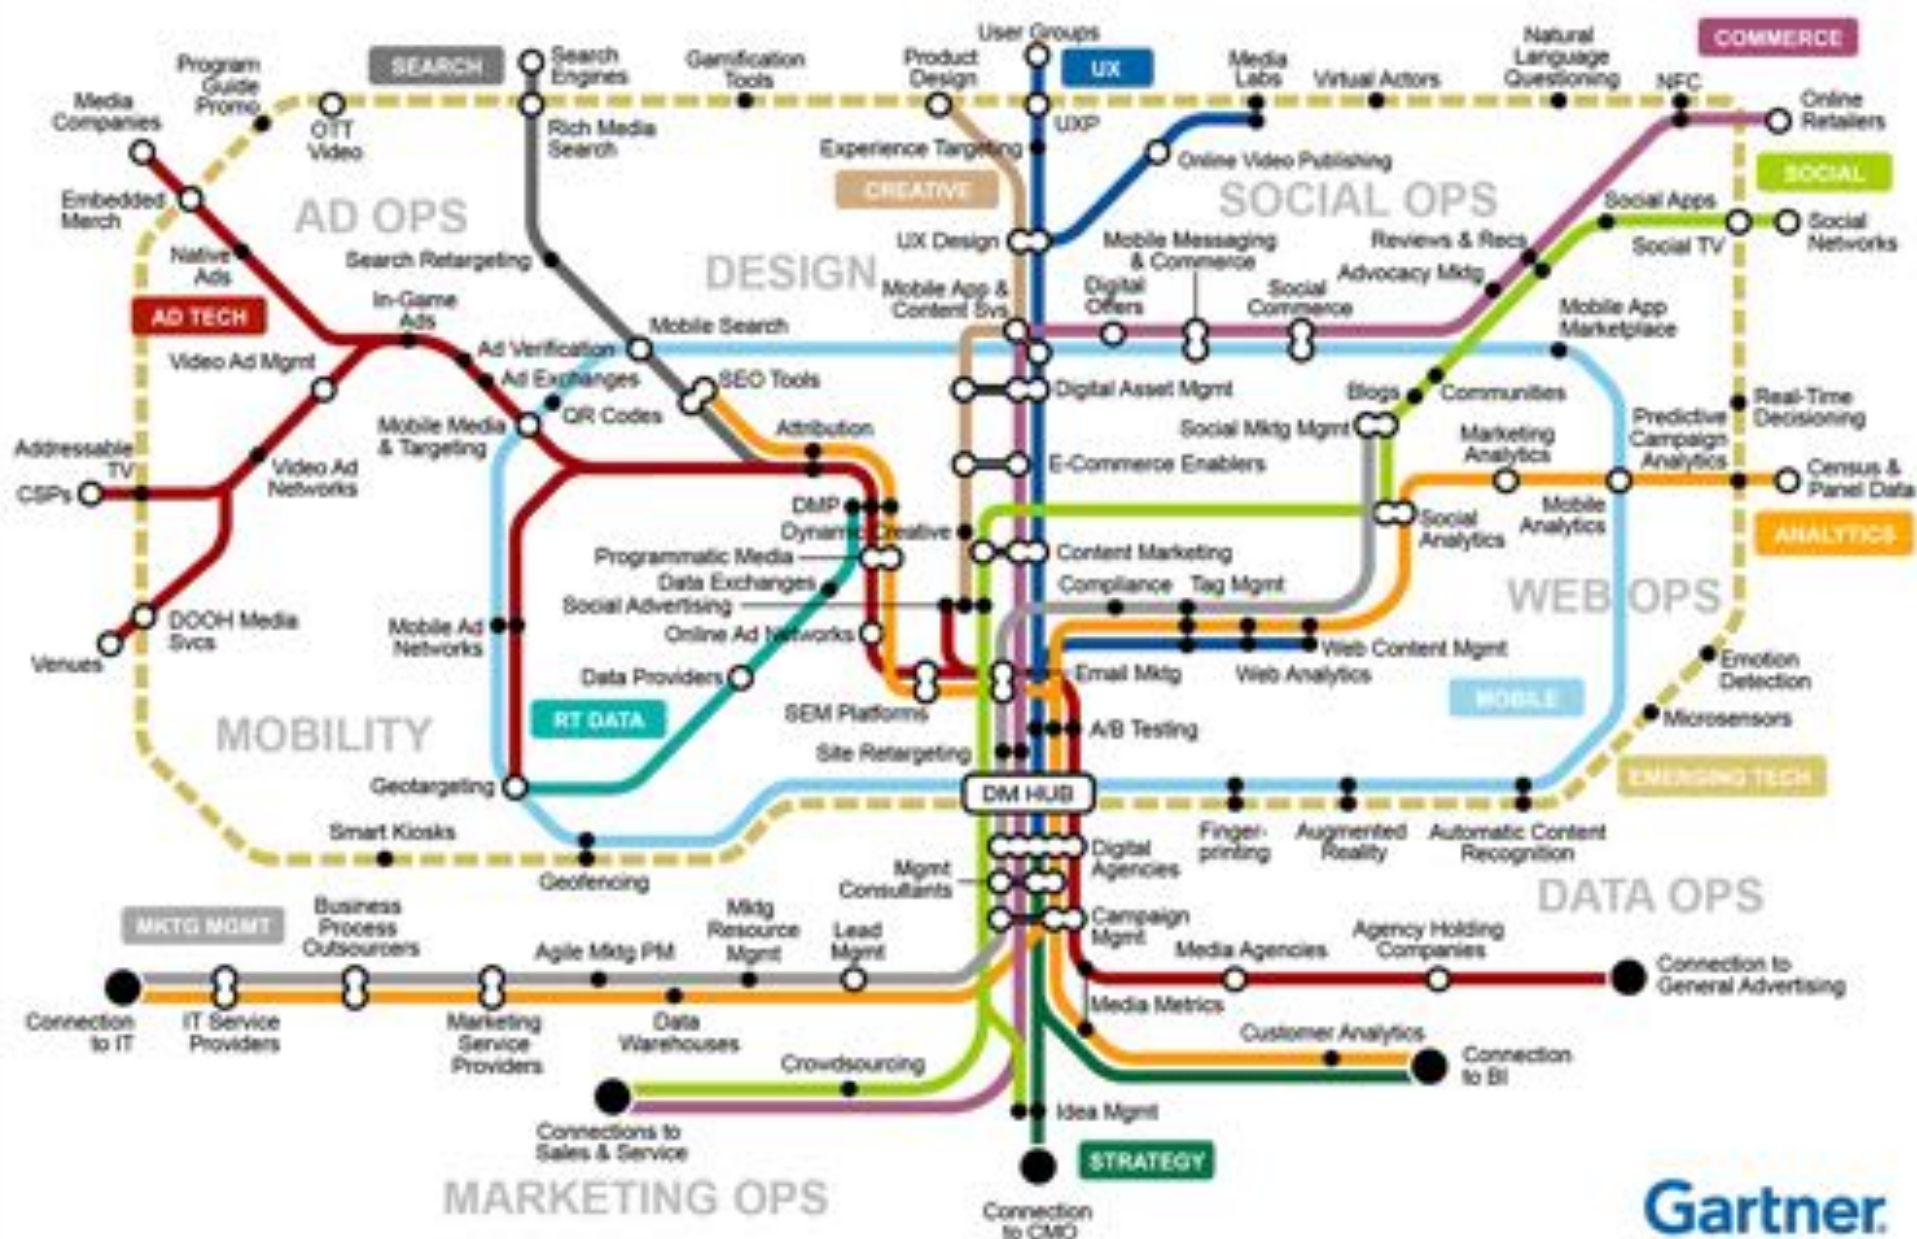 User Groups
COMMERCE
Program
Guide
Promo
SEARCH
Search
Engines
Gamification
Tools
Product
Design
UX
Media
Labs
Virtual Actors
Natural
Language
Questioning
NFC
Media
Companies
OTT
Video
Rich Media
Search
UXP
Online
Retailers
Experience Targeting
Online Video Publishing
CREATIVE
SOCIAL
Embedded
Merch
AD OPS
SOCIAL OPS
Social Apps
Social TV
Social
Networks
Native
Ads
Search Retargeting
DESIGN
UX Design
Mobile Messaging
& Commerce
Reviews & Recs
Advocacy Mktg
AD TECH
In-Game
Ads
Mobile App &
Content Svs
Digital
Offers
Social
Commerce
Mobile App
Marketplace
Mobile Search
Video Ad Mgmt
Ad Verification
Ad Exchanges
SEO Tools
Digital Asset Mgmt
Blogs
Communities
QR Codes
Real-Time
Decisioning
Mobile Media
& Targeting
Attribution
Social Mktg Mgmt
Marketing
Analytics
Predictive
Campaign
Analytics
Addressable
TV
CSPs
Video Ad
Networks
E-Commerce Enablers
Census &
Panel Data
DMP
Mobile
Analytics
Dynamic Creative
Social
Analytics
ANALYTICS
Programmatic Media
Content Marketing
Data Exchanges
Compliance
Tag Mgmt
WEB OPS
Social Advertising
DOOH Media
Svcs
Mobile Ad
Networks
Online Ad Networks
Web Content Mgmt
Venues
Data Providers
Email Mktg
Web Analytics
Emotion
Detection
RT DATA
SEM Platforms
MOBILE
Microsensors
MOBILITY
A/B Testing
Site Retargeting
EMERGING TECH
Geotargeting
DM HUB
Smart Kiosks
Geofencing
Finger-
printing
Augmented
Reality
Automatic Content
Recognition
Digital
Agencies
Mgmt
Consultants
DATA OPS
MKTG MGMT
Business
Process
Outsourcers
Agile Mktg PM
Mktg
Resource
Mgmt
Lead
Mgmt
Campaign
Mgmt
Media Agencies
Agency Holding
Companies
Connection to
General Advertising
Connection
to IT
IT Service
Providers
Marketing
Service
Providers
Data
Warehouses
Media Metrics
Customer Analytics
Connection
to BI
Crowdsourcing
Idea Mgmt
Connections to
Sales & Service
STRATEGY
MARKETING OPS
Connection
to CMO
Gartner